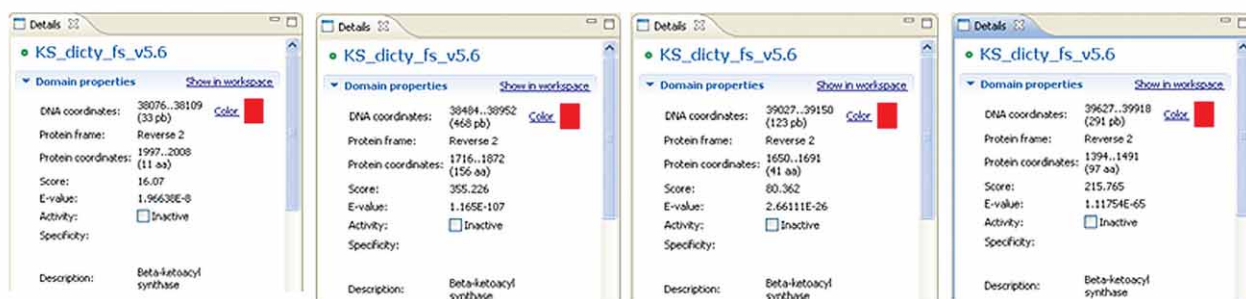 Details
KS_dicty_fs_v5.6
Domain properties Show in workspace
DNA coordinates: 38076..38109 Color
(33 pb)
Protein frame: Reverse 2
Protein coordinates: 1997..2008
(11 aa)
Score: 16.07
E-value: 1.96638E-8
Activity: Inactive
Specificity:
Description: Beta-ketoacyl
synthase
Details
KS_dicty_fs_v5.6
Domain properties Show in workspace
DNA coordinates: 38484..38952 Color
(468 pb)
Protein frame: Reverse 2
Protein coordinates: 1716..1872
(156 aa)
Score: 355.226
E-value: 1.165E-107
Activity: Inactive
Specificity:
Description: Beta-ketoacyl
synthase
Details
KS_dicty_fs_v5.6
Domain properties Show in workspace
DNA coordinates: 39027..39150 Color
(123 pb)
Protein frame: Reverse 2
Protein coordinates: 1650..1691
(41 aa)
Score: 80.362
E-value: 2.66111E-26
Activity: Inactive
Specificity:
Description: Beta-ketoacyl
synthase
Details
KS_dicty_fs_v5.6
Domain properties Show in workspace
DNA coordinates: 39627..39918 Color
(291 pb)
Protein frame: Reverse 2
Protein coordinates: 1394..1491
(97 aa)
Score: 215.765
E-value: 1.11754E-65
Activity: Inactive
Specificity:
Description: Beta-ketoacyl
synthase